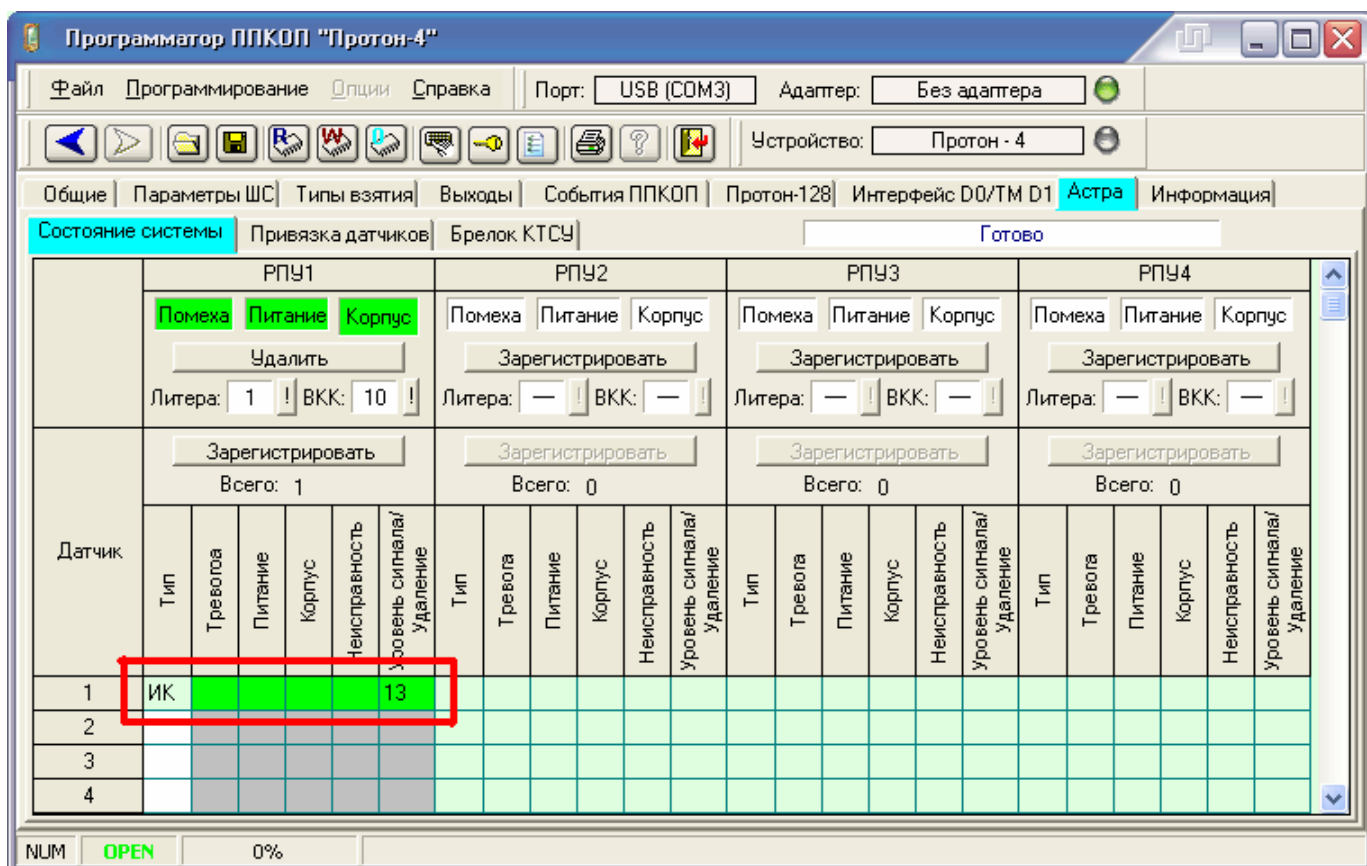 Программатор ППКОП "Протон-4"
Файл Программирование Опции Справка Порт: USB (COM3) Адаптер: Без адаптера
R W O ? Устройство: Протон - 4
Общие Параметры ШС Типы взятия Выходы События ППКОП Протон-128 Интерфейс D0/TM D1 Астра Информация
Состояние системы Привязка датчиков Брелок КТСУ Готово
РПУ1 РПУ2 РПУ3 РПУ4
Помеха Питание Корпус Помеха Питание Корпус Помеха Питание Корпус Помеха Питание Корпус
Удалить Зарегистрировать Зарегистрировать Зарегистрировать
Литера: 1 ! ВКК: 10 ! Литера: — ! ВКК: — ! Литера: — ! ВКК: — ! Литера: — ! ВКК: — !
Зарегистрировать Зарегистрировать Зарегистрировать Зарегистрировать
Всего: 1 Всего: 0 Всего: 0 Всего: 0
Датчик Тип Тревогоа Питание Корпус Неисправность Уровень сигнала/ Удаление Тип Тревога Питание Корпус Неисправность Уровень сигнала/ Удаление Тип Тревога Питание Корпус Неисправность Уровень сигнала/ Удаление Тип Тревога Питание Корпус Неисправность Уровень сигнала/ Удаление
1 ИК 13
2
3
4
NUM OPEN 0%